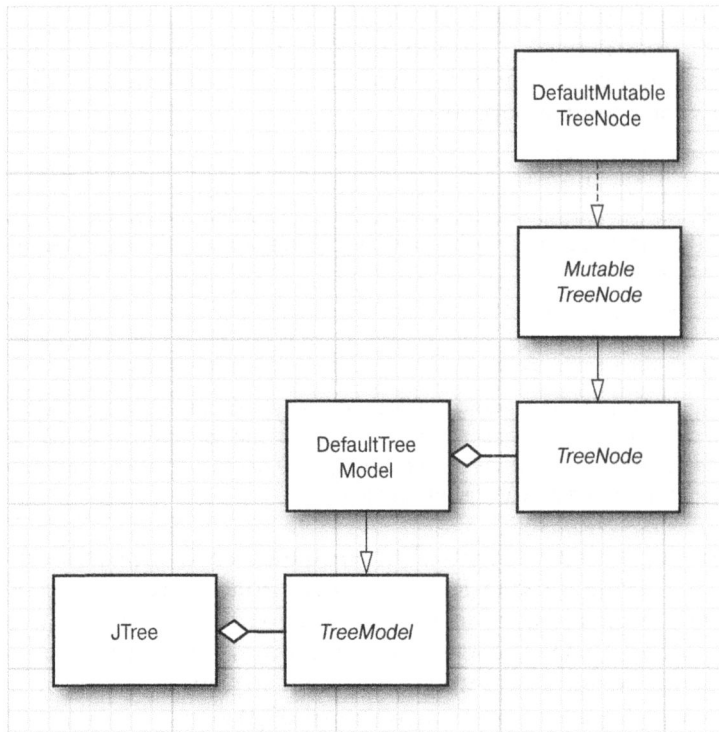 DefaultMutable
TreeNode
Mutable
TreeNode
DefaultTree
Model
TreeNode
JTree
TreeModel